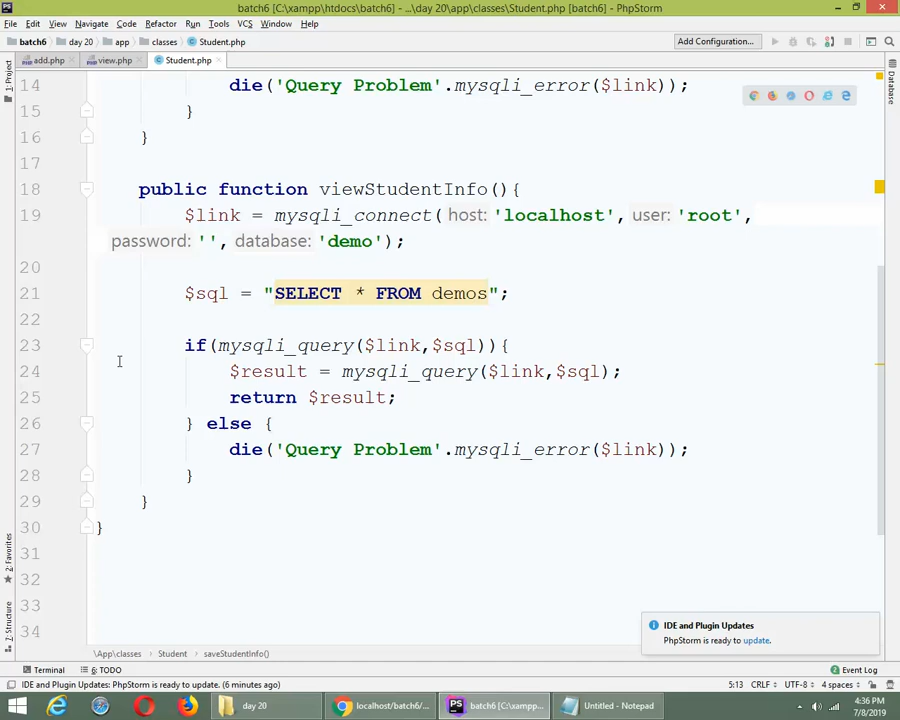 batch6 [C:\xampp\htdocs\batch6] - ...\day 20\app\classes\Student.php [batch6] - PhpStorm
File Edit View Navigate Code Refactor Run Tools VCS Window Help
batch6 day 20 app classes Student.php Add Configuration...
add.php view.php Student.php
1: Project
Database
14 die('Query Problem'.mysqli_error($link));
15 }
16 }
17
18 public function viewStudentInfo(){
19 $link = mysqli_connect( host: 'localhost', user: 'root',
password: '', database: 'demo');
20
21 $sql = "SELECT * FROM demos";
22
23 if(mysqli_query($link,$sql)){
24 $result = mysqli_query($link,$sql);
25 return $result;
26 } else {
27 die('Query Problem'.mysqli_error($link));
28 }
29 }
30 }
31
32
33
34
2: Favorites
7: Structure
IDE and Plugin Updates
PhpStorm is ready to update.
\App\classes Student saveStudentInfo()
Terminal 6: TODO Event Log
IDE and Plugin Updates: PhpStorm is ready to update. (6 minutes ago) 5:13 CRLF UTF-8 4 spaces
day 20 localhost/batch6/... batch6 [C:\xampp... Untitled - Notepad
4:36 PM
7/8/2019